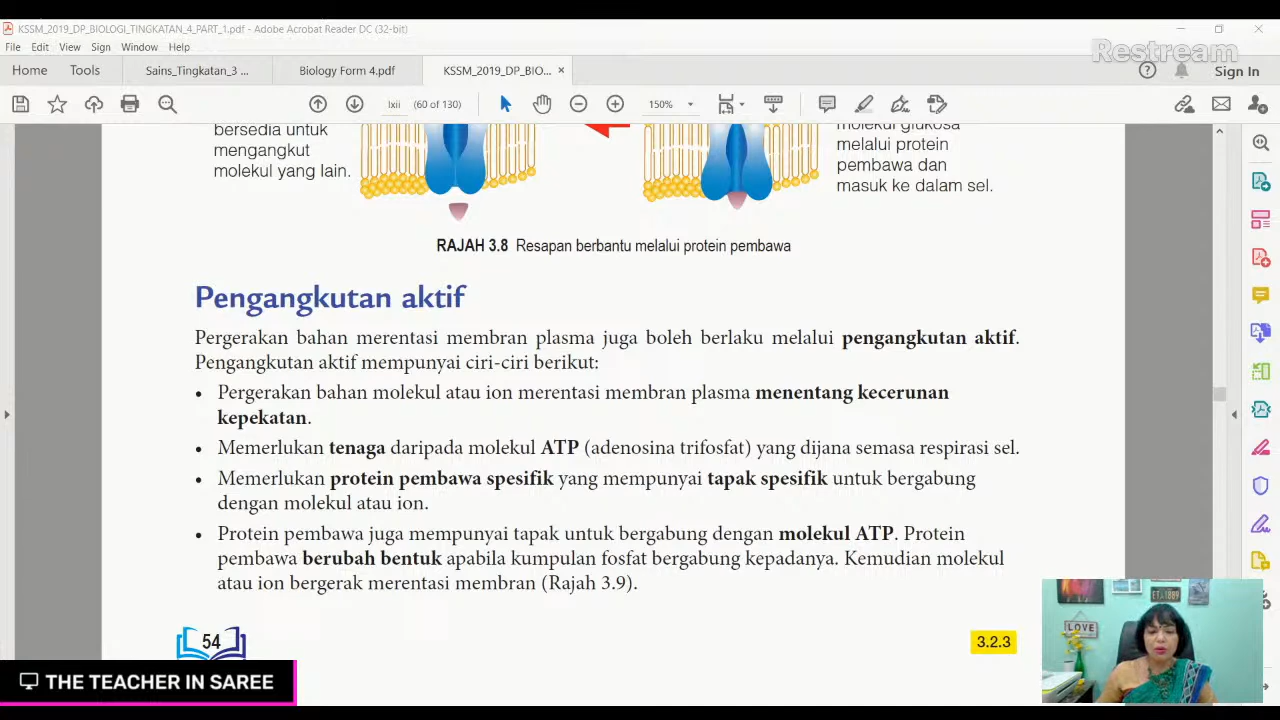 KSSM_2019_DP_BIOLOGI_TINGKATAN_4_PART_1.pdf - Adobe Acrobat Reader DC (32-bit)
File Edit View Sign Window Help
Restream
Home Tools Sains_Tingkatan_3 ... Biology Form 4.pdf KSSM_2019_DP_BIO... × Sign In
lxii (60 of 130) 150%
bersedia untuk
mengangkut
molekul yang lain.
molekul glukosa
melalui protein
pembawa dan
masuk ke dalam sel.
RAJAH 3.8 Resapan berbantu melalui protein pembawa
Pengangkutan aktif
Pergerakan bahan merentasi membran plasma juga boleh berlaku melalui pengangkutan aktif.
Pengangkutan aktif mempunyai ciri-ciri berikut:
• Pergerakan bahan molekul atau ion merentasi membran plasma menentang kecerunan
kepekatan.
• Memerlukan tenaga daripada molekul ATP (adenosina trifosfat) yang dijana semasa respirasi sel.
• Memerlukan protein pembawa spesifik yang mempunyai tapak spesifik untuk bergabung
dengan molekul atau ion.
• Protein pembawa juga mempunyai tapak untuk bergabung dengan molekul ATP. Protein
pembawa berubah bentuk apabila kumpulan fosfat bergabung kepadanya. Kemudian molekul
atau ion bergerak merentasi membran (Rajah 3.9).
54
3.2.3
LOVE
THE TEACHER IN SAREE